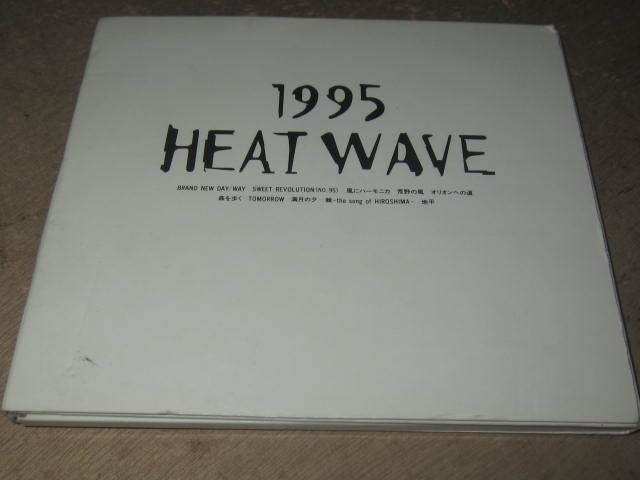 1995
HEAT WAVE
BRAND NEW DAY/WAY SWEET REVOLUTION(NO.95) 風にハーモニカ 荒野の風 オリオンへの道
森を歩く TOMORROW 満月の夕 -the song of HIROSHIMA- 地平